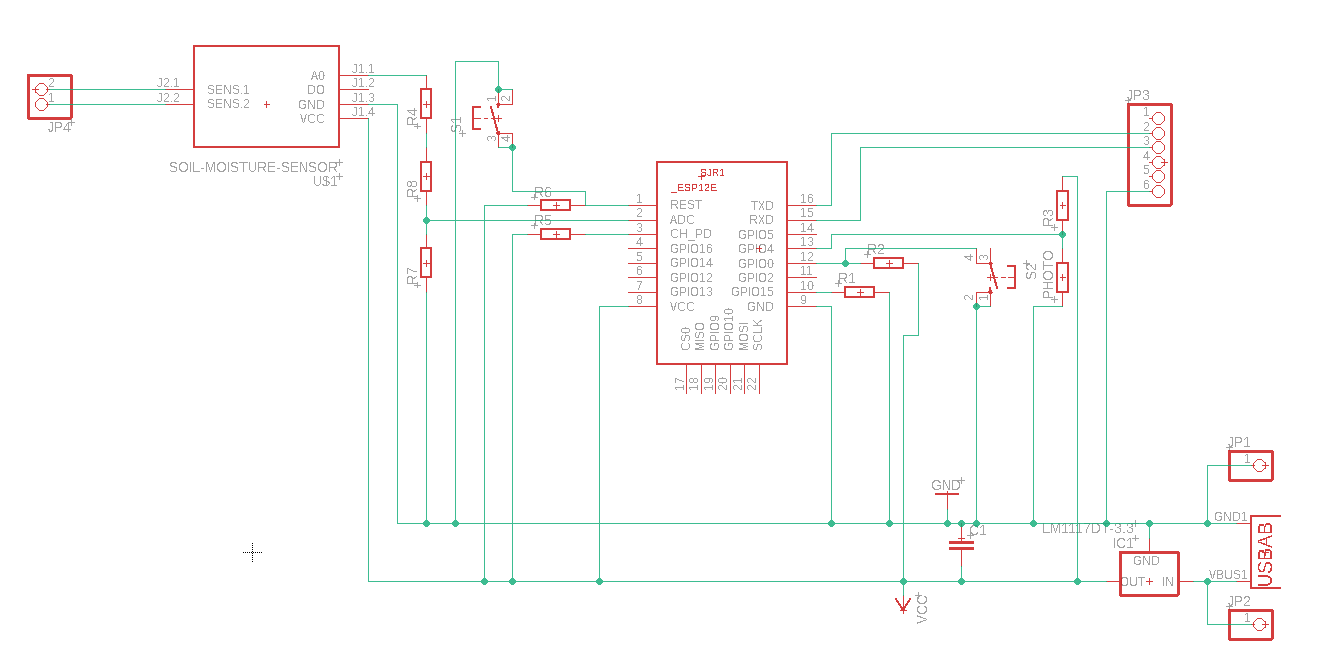 JP4
2
1
J2.1
J2.2
SENS.1
SENS.2
A0
DO
GND
VCC
J1.1
J1.2
J1.3
J1.4
SOIL-MOISTURE-SENSOR
U$1
R4
R8
R7
S1
1
2
3
4
R6
R5
SJR1
_ESP12E
1
2
3
4
5
6
7
8
REST
ADC
CH_PD
GPIO16
GPIO14
GPIO12
GPIO13
VCC
TXD
RXD
GPIO5
GPIO4
GPIO0
GPIO2
GPIO15
GND
16
15
14
13
12
11
10
9
CS0
MISO
GPIO9
GPIO10
MOSI
SCLK
17
18
19
20
21
22
R2
R1
4
3
2
1
S2
R3
PHOTO
JP3
1
2
3
4
5
6
GND
C1
VCC
LM1117DT-3.3
IC1
GND
OUT
IN
JP1
1
GND1
USBAB
VBUS1
JP2
1